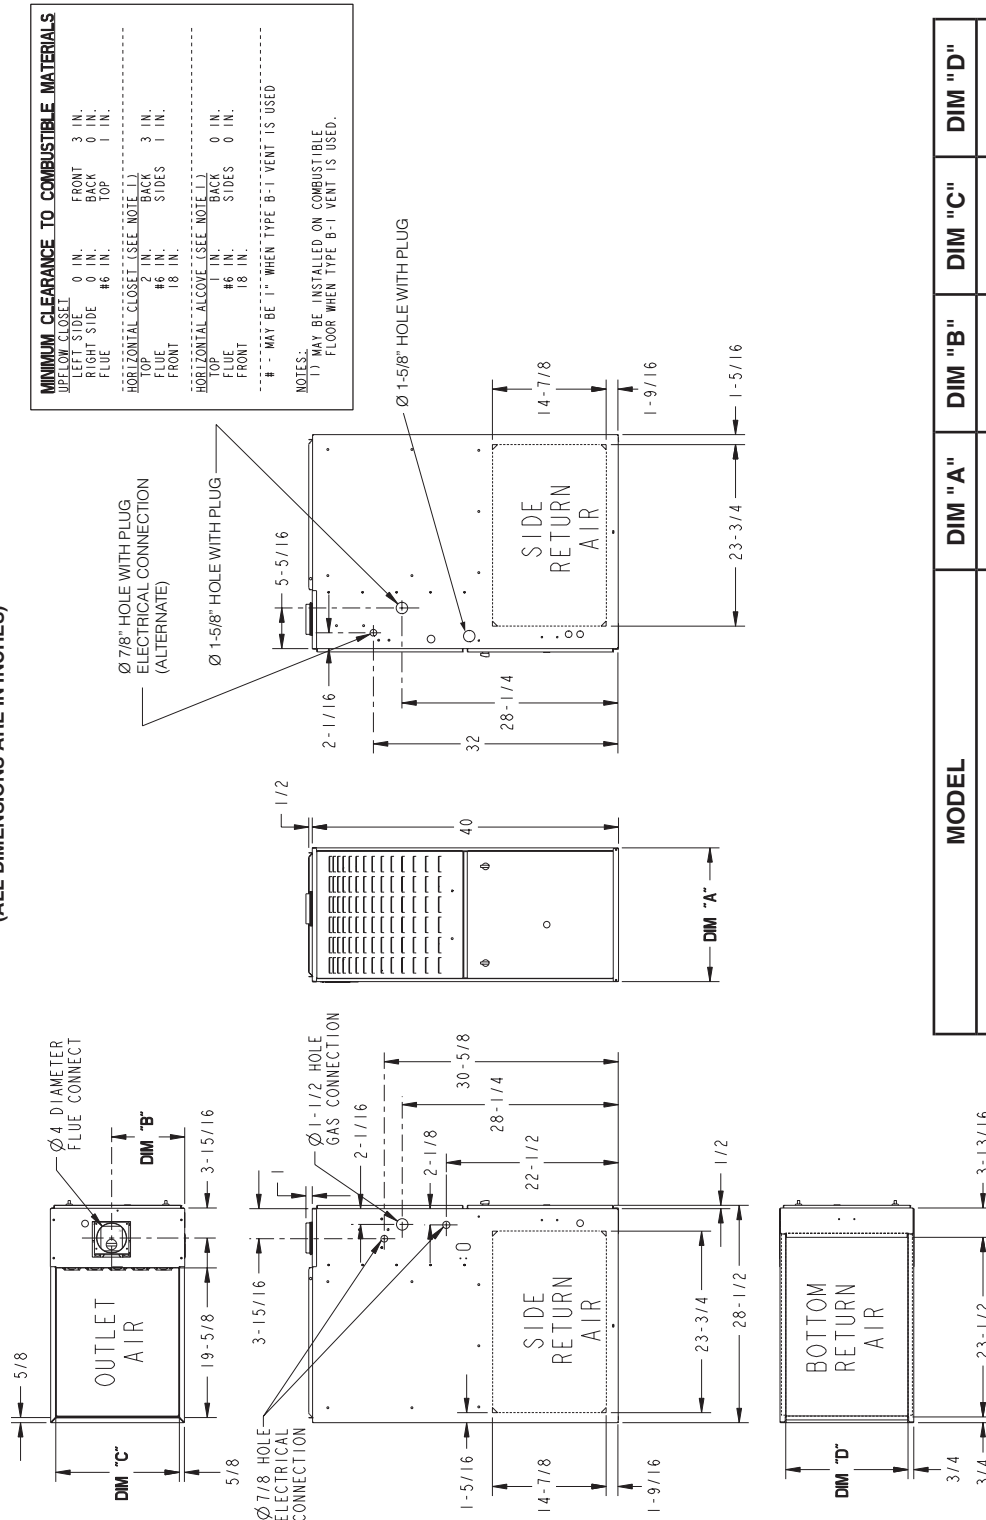 (ALL DIMENSIONS ARE IN INCHES)
MINIMUM CLEARANCE TO COMBUSTIBLE MATERIALS
UPFLOW CLOSET
LEFT SIDE 0 IN. FRONT 3 IN.
RIGHT SIDE 0 IN. BACK 0 IN.
FLUE #6 IN. TOP 1 IN.
HORIZONTAL CLOSET (SEE NOTE 1)
TOP 2 IN. BACK 3 IN.
FLUE #6 IN. SIDES 1 IN.
FRONT 18 IN.
HORIZONTAL ALCOVE (SEE NOTE 1)
TOP 1 IN. BACK 0 IN.
FLUE #6 IN. SIDES 0 IN.
FRONT 18 IN.
# - MAY BE 1" WHEN TYPE B-1 VENT IS USED
NOTES:
1) MAY BE INSTALLED ON COMBUSTIBLE
FLOOR WHEN TYPE B-1 VENT IS USED.
5/8
Ø 4 DIAMETER
FLUE CONNECT
OUTLET
AIR
DIM "B"
DIM "C"
5/8
19-5/8
3-15/16
Ø 7/8 HOLE
ELECTRICAL
CONNECTION
3-15/16
1
Ø 1-1/2 HOLE
GAS CONNECTION
2-1/16
2-1/8
30-5/8
28-1/4
22-1/2
1/2
SIDE
RETURN
AIR
1-5/16
14-7/8
1-9/16
23-3/4
28-1/2
BOTTOM
RETURN
AIR
DIM "D"
3/4
3/4
23-1/2
3-13/16
1/2
40
DIM "A"
Ø 7/8" HOLE WITH PLUG
ELECTRICAL CONNECTION
(ALTERNATE)
Ø 1-5/8" HOLE WITH PLUG
5-5/16
Ø 1-5/8" HOLE WITH PLUG
2-1/16
28-1/4
32
SIDE
RETURN
AIR
14-7/8
1-9/16
1-5/16
23-3/4
MODEL DIM "A" DIM "B" DIM "C" DIM "D"